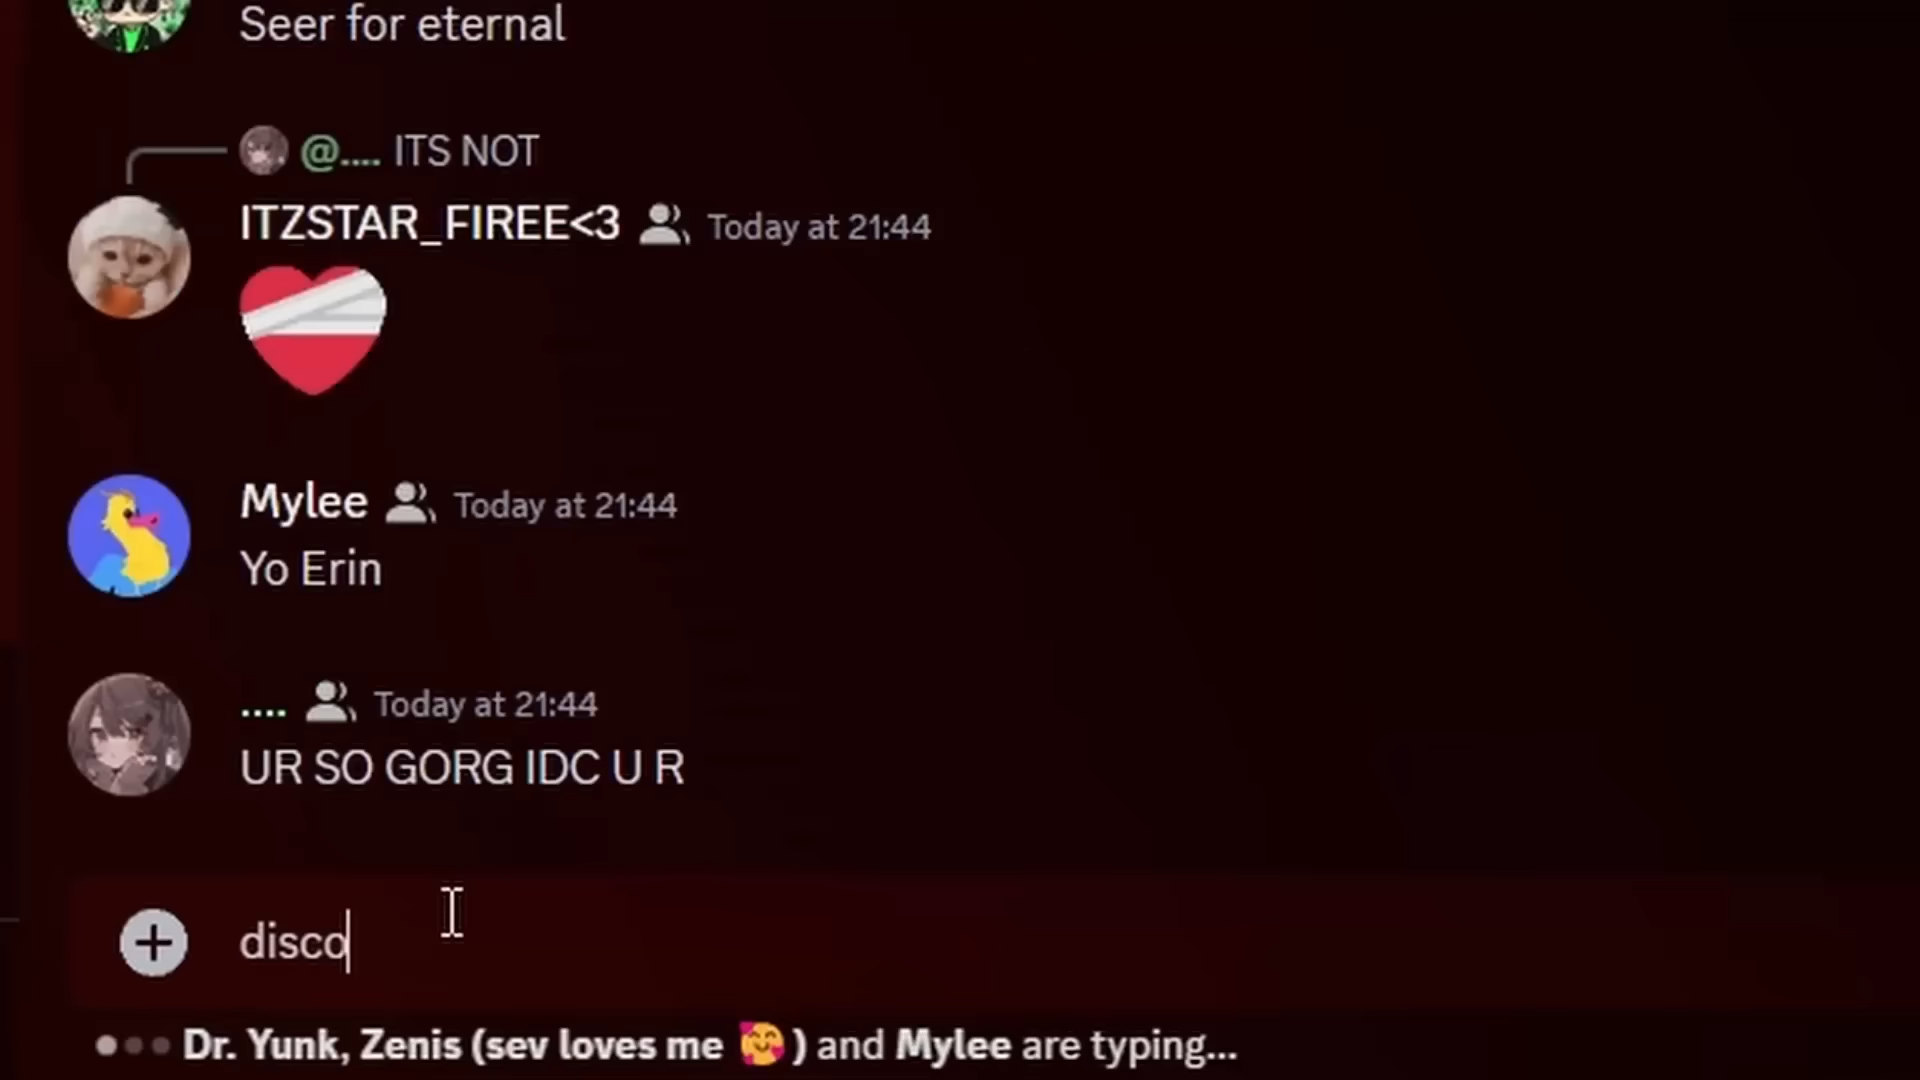 Seer for eternal
@.... ITS NOT
ITZSTAR_FIREE<3 Today at 21:44
Mylee Today at 21:44
Yo Erin
.... Today at 21:44
UR SO GORG IDC U R
disco
Dr. Yunk, Zenis (sev loves me 🥰 ) and Mylee are typing...